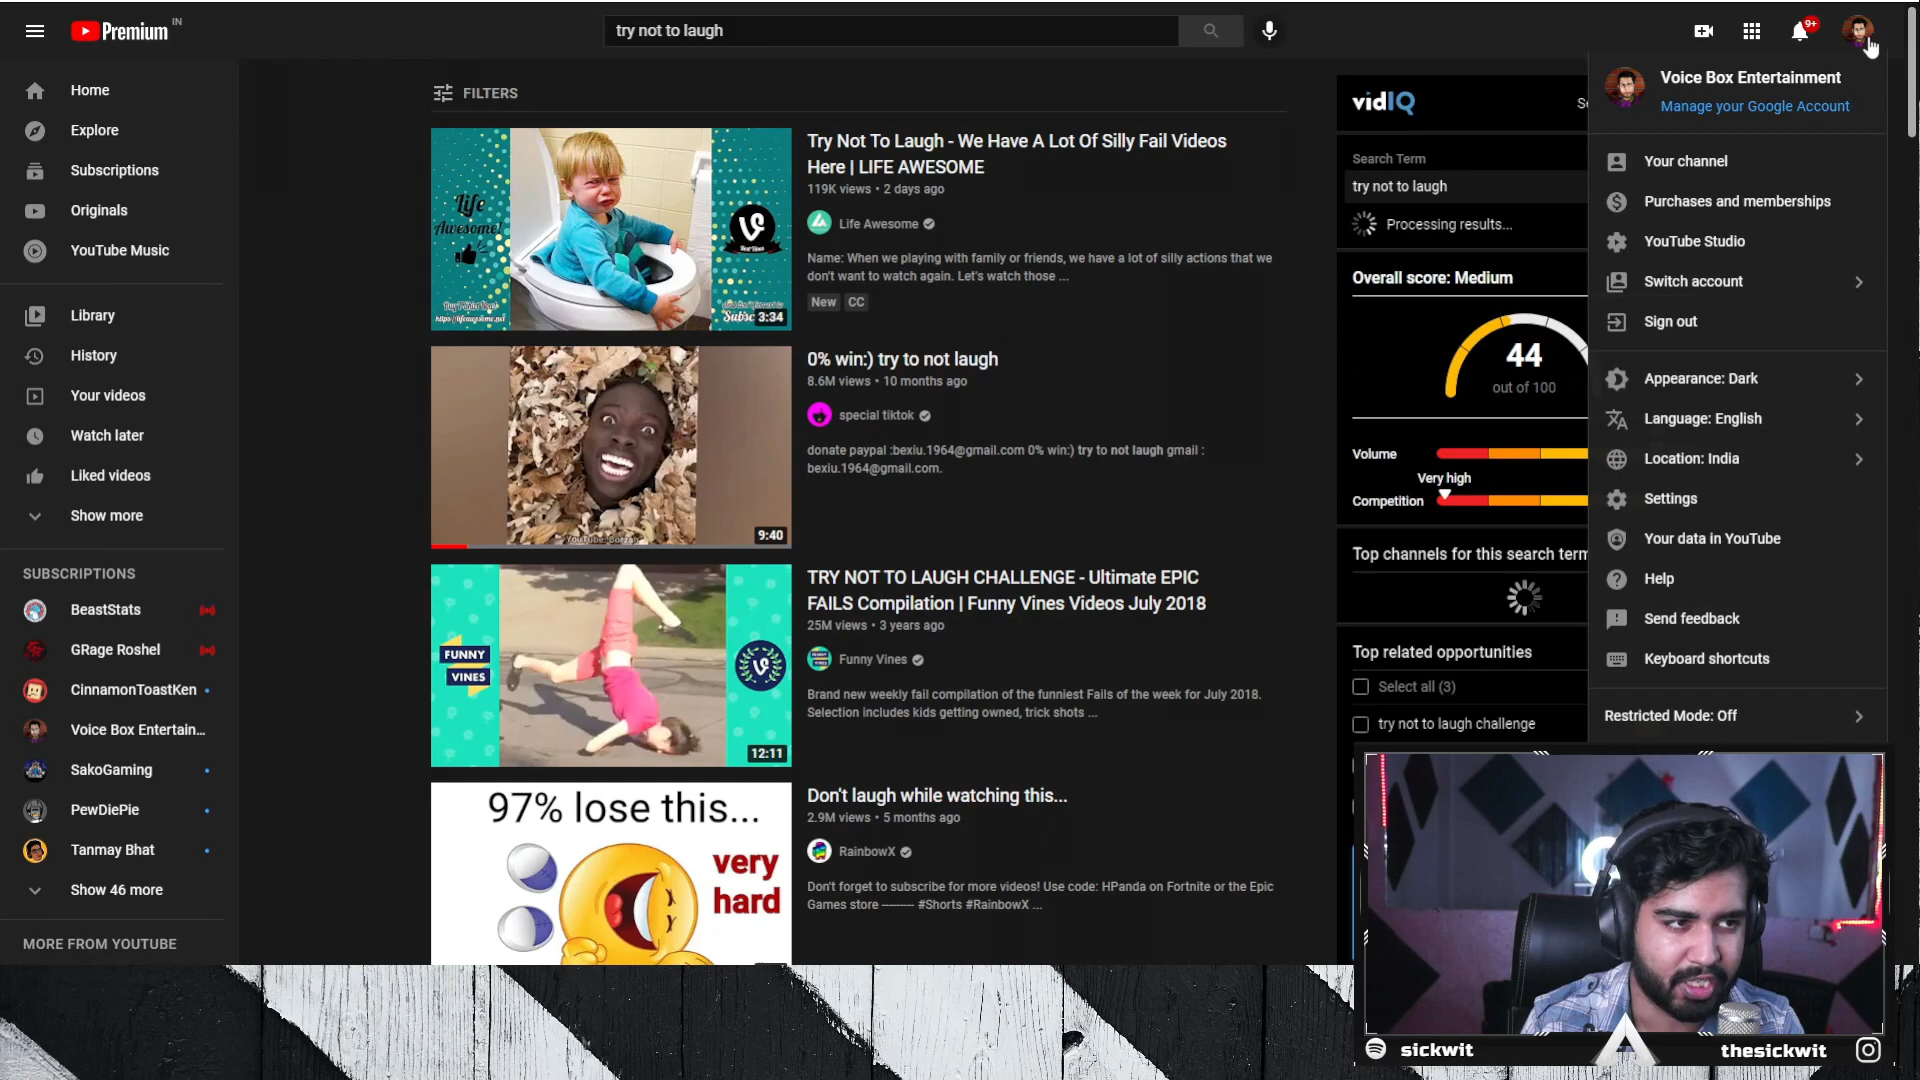 Premium IN
try not to laugh
9+
Home
Explore
Subscriptions
Originals
YouTube Music
Library
History
Your videos
Watch later
Liked videos
Show more
SUBSCRIPTIONS
BeastStats
GRage Roshel
CinnamonToastKen
Voice Box Entertain...
SakoGaming
PewDiePie
Tanmay Bhat
Show 46 more
MORE FROM YOUTUBE
FILTERS
Life
Awesome!
3:34
Try Not To Laugh - We Have A Lot Of Silly Fail Videos
Here | LIFE AWESOME
119K views • 2 days ago
Life Awesome
Name: When we playing with family or friends, we have a lot of silly actions that we
don't want to watch again. Let's watch those ...
New CC
9:40
0% win:) try to not laugh
8.6M views • 10 months ago
special tiktok
donate paypal :bexiu.1964@gmail.com 0% win:) try to not laugh gmail :
bexiu.1964@gmail.com.
FUNNY
VINES
12:11
TRY NOT TO LAUGH CHALLENGE - Ultimate EPIC
FAILS Compilation | Funny Vines Videos July 2018
25M views • 3 years ago
Funny Vines
Brand new weekly fail compilation of the funniest Fails of the week for July 2018.
Selection includes kids getting owned, trick shots ...
97% lose this...
very
hard
Don't laugh while watching this...
2.9M views • 5 months ago
RainbowX
Don't forget to subscribe for more videos! Use code: HPanda on Fortnite or the Epic
Games store --------- #Shorts #RainbowX ...
vidIQ
Search Term
try not to laugh
Processing results...
Overall score: Medium
44
out of 100
Volume
Very high
Competition
Top channels for this search term
Top related opportunities
Select all (3)
try not to laugh challenge
Voice Box Entertainment
Manage your Google Account
Your channel
Purchases and memberships
YouTube Studio
Switch account
Sign out
Appearance: Dark
Language: English
Location: India
Settings
Your data in YouTube
Help
Send feedback
Keyboard shortcuts
Restricted Mode: Off
sickwit
thesickwit